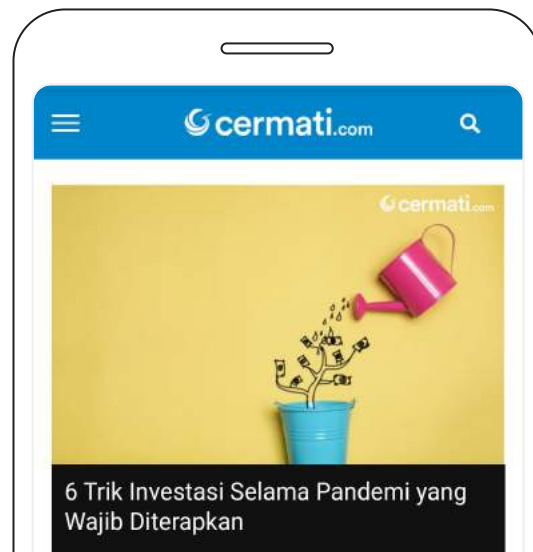 cermati.com
cermati.com
6 Trik Investasi Selama Pandemi yang
Wajib Diterapkan